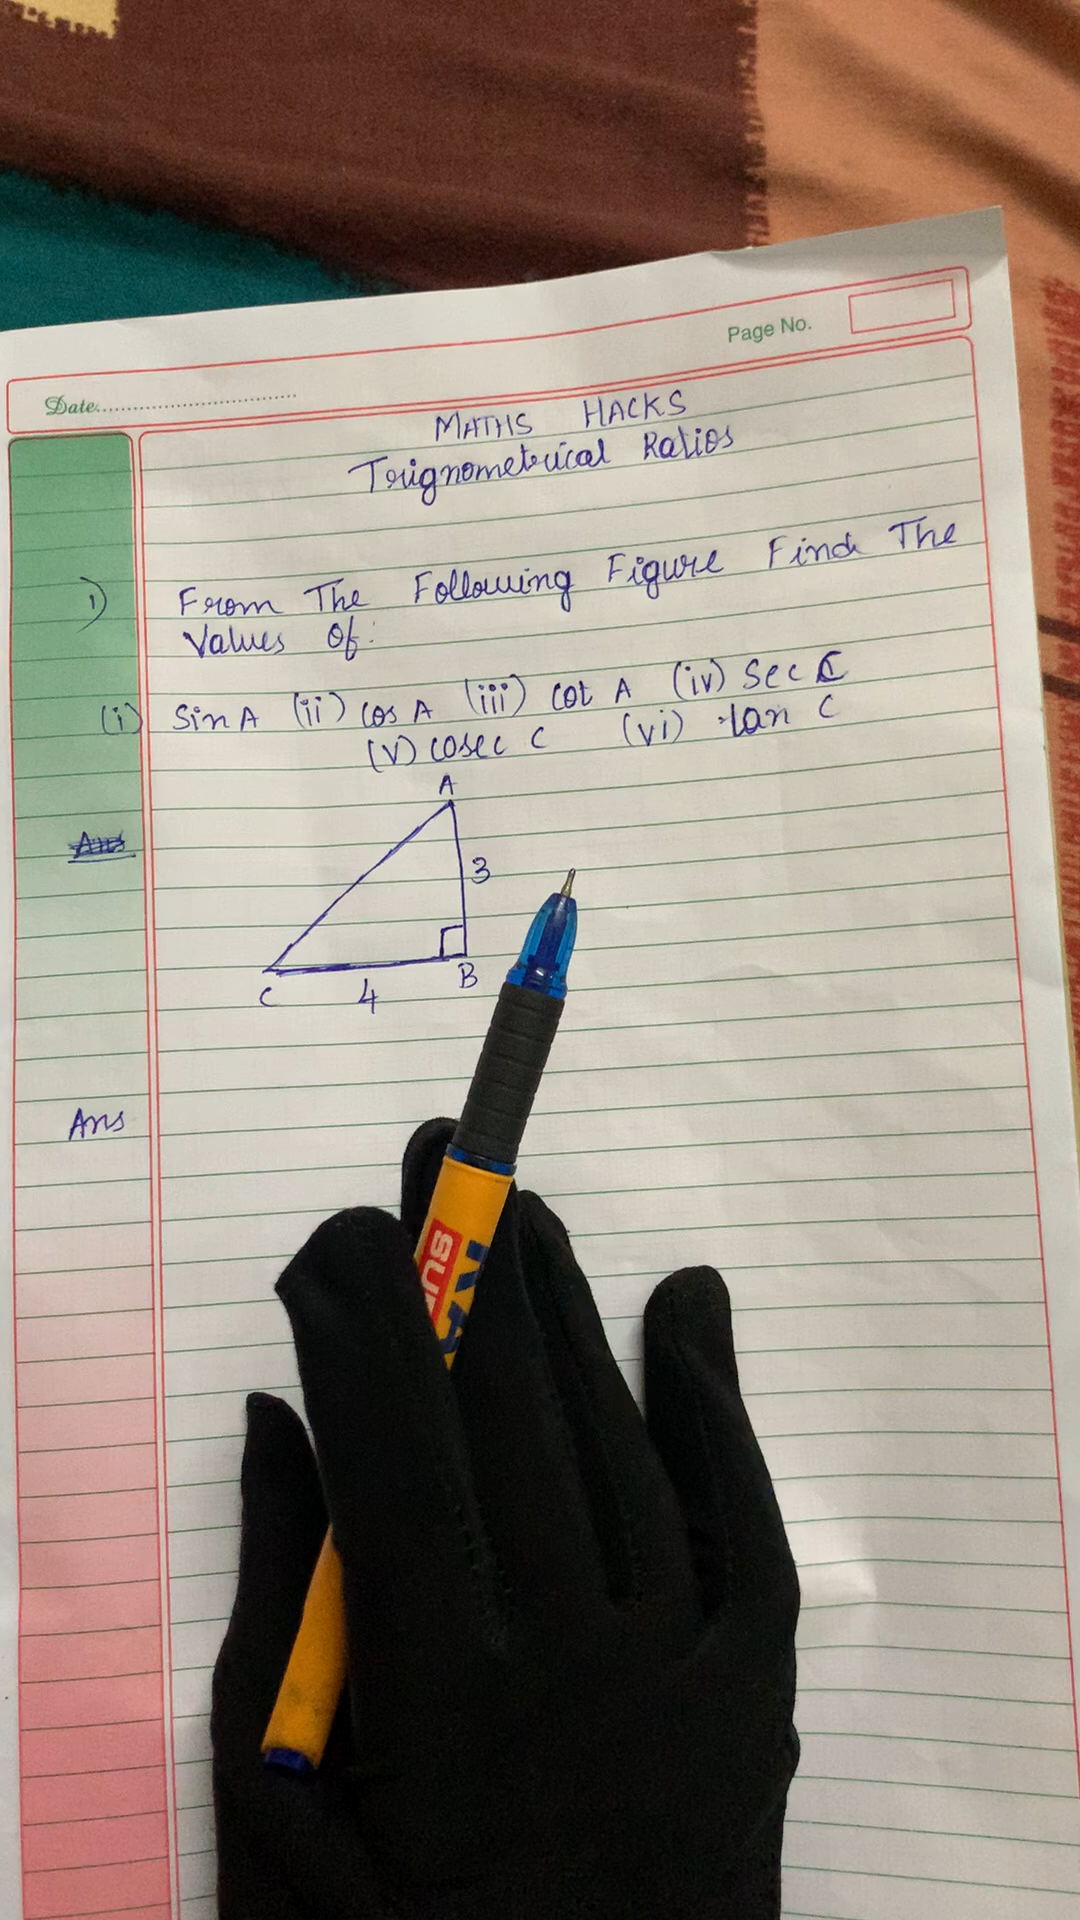 Page No.
Date
MATHS HACKS
Trignometrical Ratios
1) From The Following Figure Find The
Values Of:
(i) Sin A (ii) Cos A (iii) Cot A (iv) Sec C
(v) Cosec C (vi) tan C
A
3
B
C
4
Ans